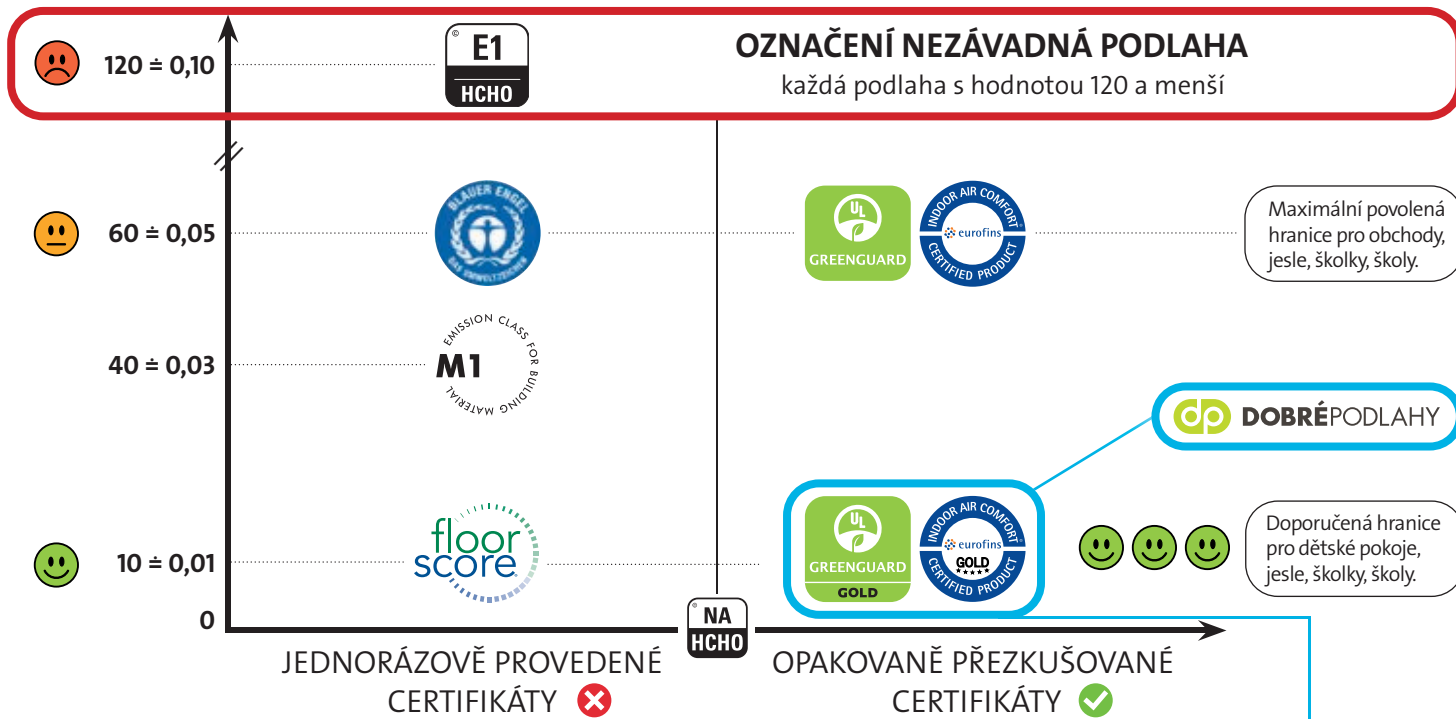 120 ≐ 0,10
©
E1
HCHO
OZNAČENÍ NEZÁVADNÁ PODLAHA
každá podlaha s hodnotou 120 a menší
60 ≐ 0,05
BLAUER ENGEL
DAS UMWELTZEICHEN
UL
GREENGUARD
INDOOR AIR COMFORT
eurofins
CERTIFIED PRODUCT
Maximální povolená
hranice pro obchody,
jesle, školky, školy.
40 ≐ 0,03
M1
EMISSION CLASS FOR BUILDING MATERIAL
dp DOBRÉPODLAHY
10 ≐ 0,01
floor
score®
UL
GREENGUARD
GOLD
INDOOR AIR COMFORT
eurofins
GOLD
CERTIFIED PRODUCT
Doporučená hranice
pro dětské pokoje,
jesle, školky, školy.
0
©
NA
HCHO
JEDNORÁZOVĚ PROVEDENÉ
CERTIFIKÁTY
OPAKOVANĚ PŘEZKUŠOVANÉ
CERTIFIKÁTY